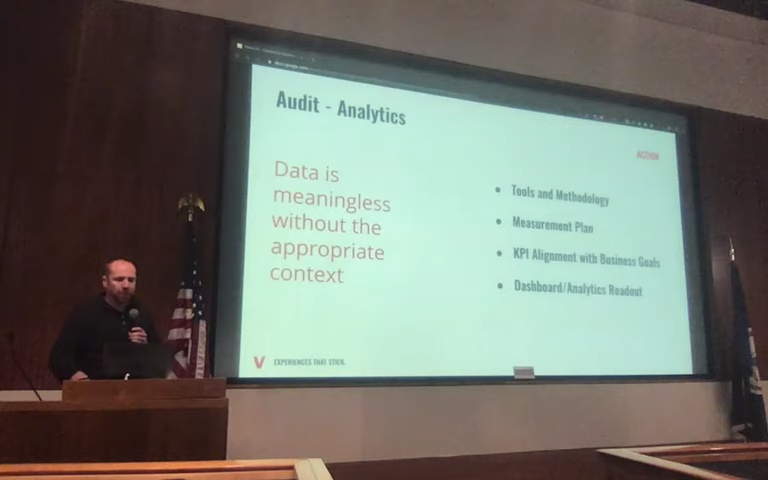 Audit - Analytics
ACTION
Data is
meaningless
without the
appropriate
context
• Tools and Methodology
• Measurement Plan
• KPI Alignment with Business Goals
• Dashboard/Analytics Readout
V EXPERIENCES THAT STICK.